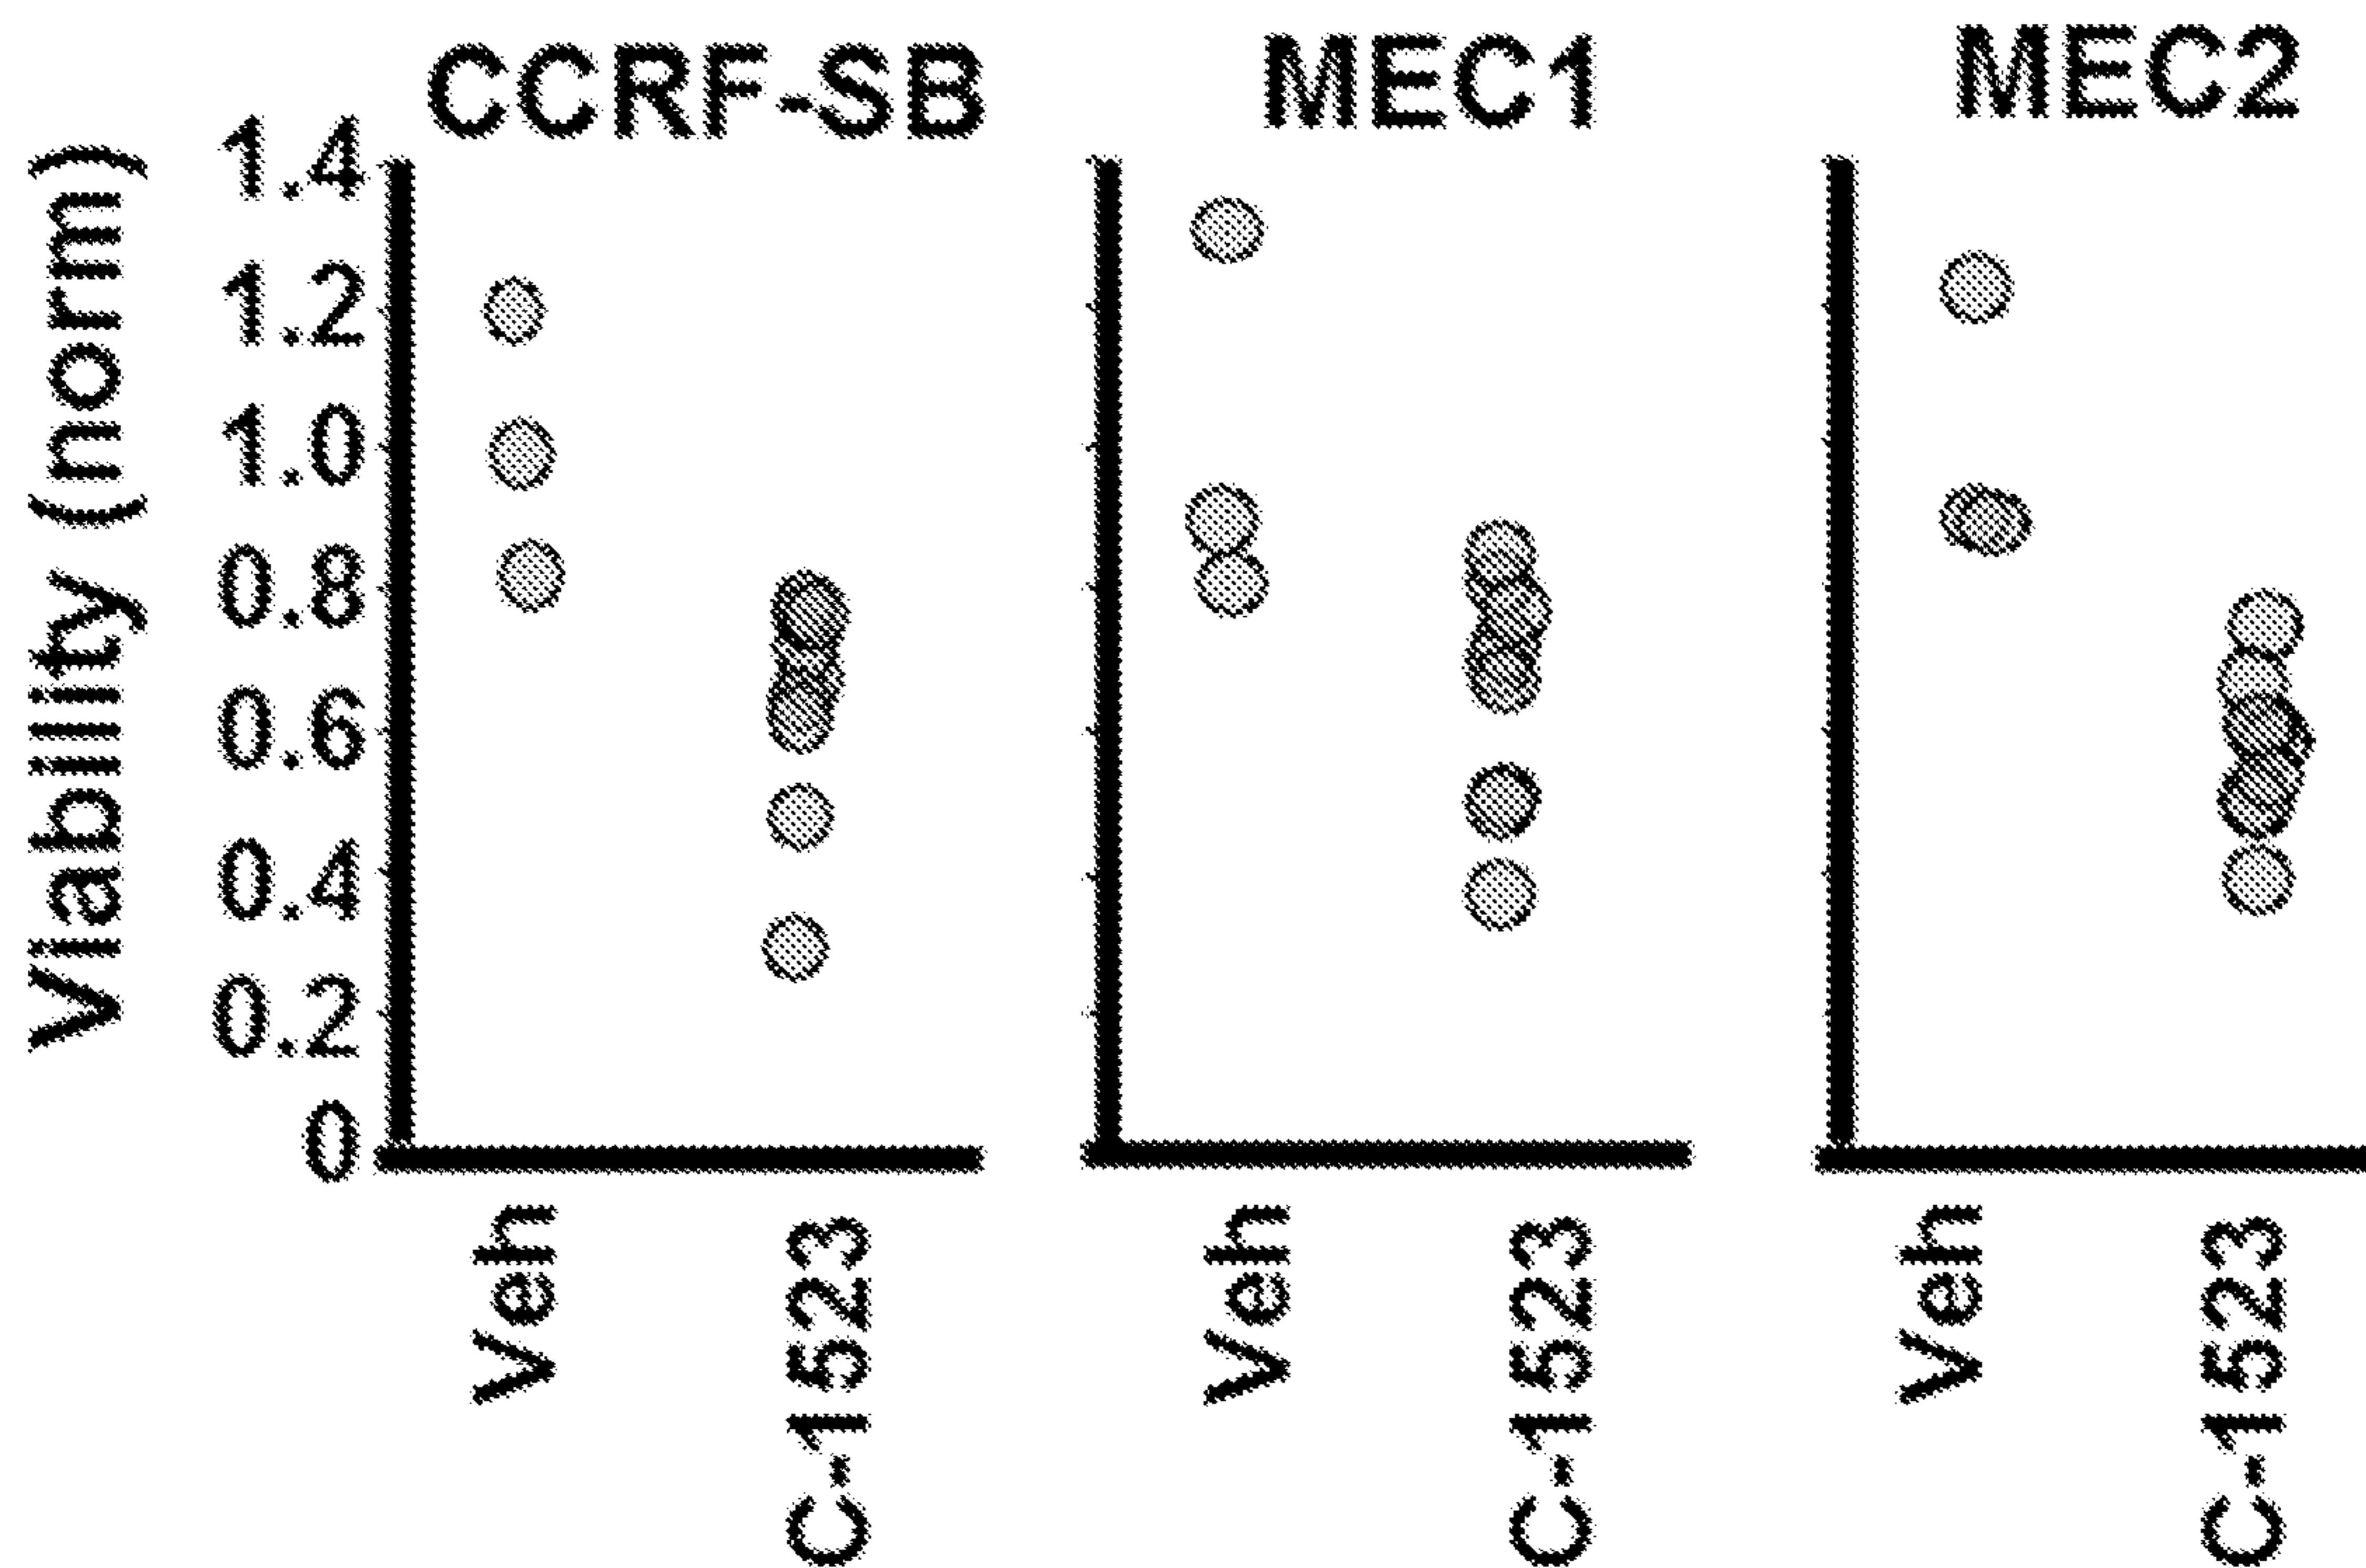 CCRF-SB MEC1 MEC2
Viability (norm)
1.4
1.2
1.0
0.8
0.6
0.4
0.2
0
Veh C-1523 Veh C-1523 Veh C-1523